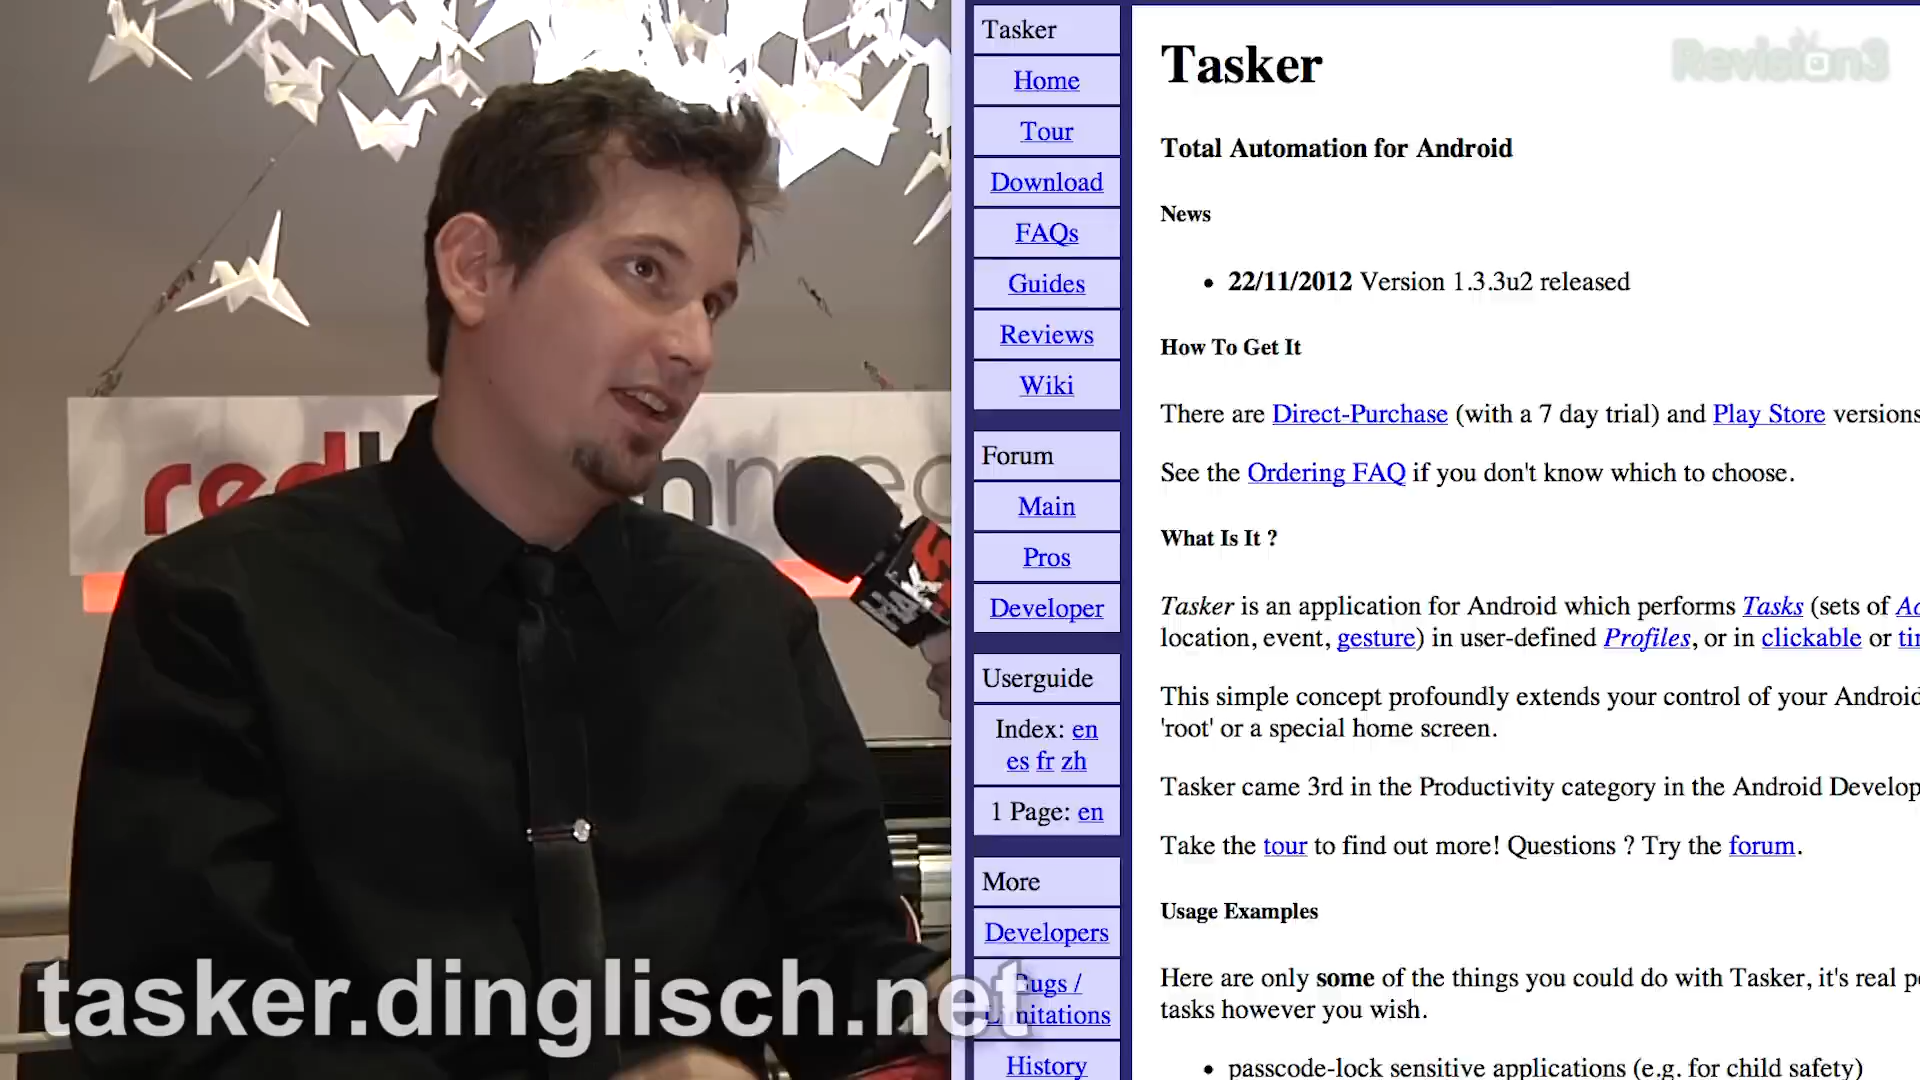 Tasker
Home
Tour
Download
FAQs
Guides
Reviews
Wiki
Forum
Main
Pros
Developer
Userguide
Index: en
es fr zh
1 Page: en
More
Developers
Bugs /
Limitations
History
Revision3
Tasker
Total Automation for Android
News
• 22/11/2012 Version 1.3.3u2 released
How To Get It
There are Direct-Purchase (with a 7 day trial) and Play Store versions
See the Ordering FAQ if you don't know which to choose.
What Is It ?
Tasker is an application for Android which performs Tasks (sets of
location, event, gesture) in user-defined Profiles, or in clickable or
This simple concept profoundly extends your control of your Android
'root' or a special home screen.
Tasker came 3rd in the Productivity category in the Android
Take the tour to find out more! Questions ? Try the forum.
Usage Examples
Here are only some of the things you could do with Tasker, it's real
tasks however you wish.
• passcode-lock sensitive applications (e.g. for child safety)
red
HAK5
tasker.dinglisch.net